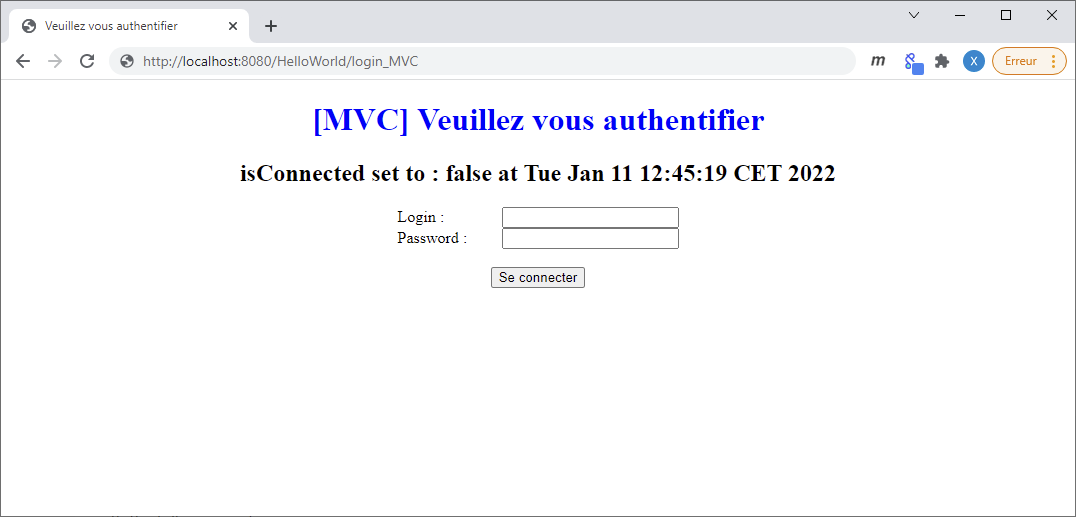 Veuillez vous authentifier
http://localhost:8080/HelloWorld/login_MVC
m
X
Erreur
[MVC] Veuillez vous authentifier
isConnected set to : false at Tue Jan 11 12:45:19 CET 2022
Login :
Password :
Se connecter